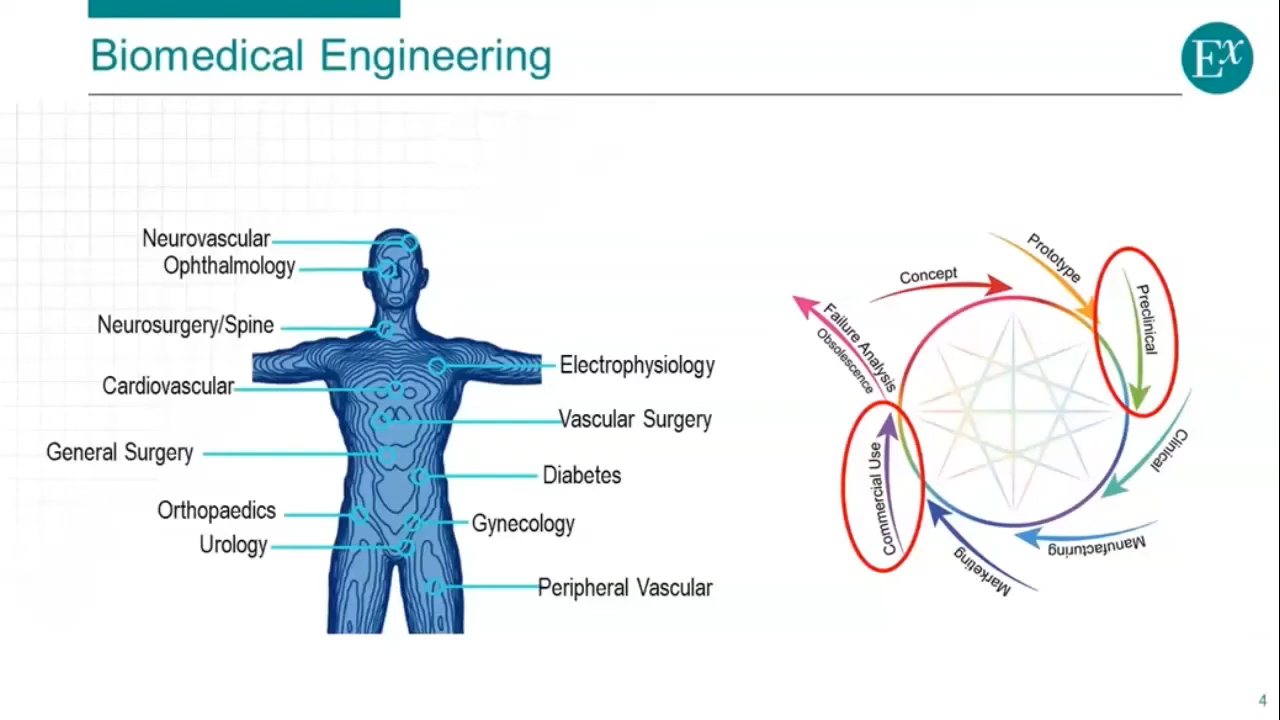 Biomedical Engineering
Ex
Neurovascular
Ophthalmology
Neurosurgery/Spine
Cardiovascular
General Surgery
Orthopaedics
Urology
Electrophysiology
Vascular Surgery
Diabetes
Gynecology
Peripheral Vascular
Concept
Prototype
Preclinical
Clinical
Manufacturing
Marketing
Commercial Use
Failure Analysis
Obsolescence
4